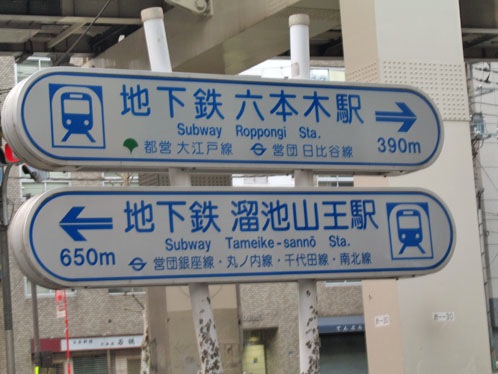 地下鉄 六本木駅
Subway Roppongi Sta.
都営 大江戸線 営団 日比谷線
390m
地下鉄 溜池山王駅
Subway Tameike-sannō Sta.
650m
営団銀座線・丸ノ内線・千代田線・南北線